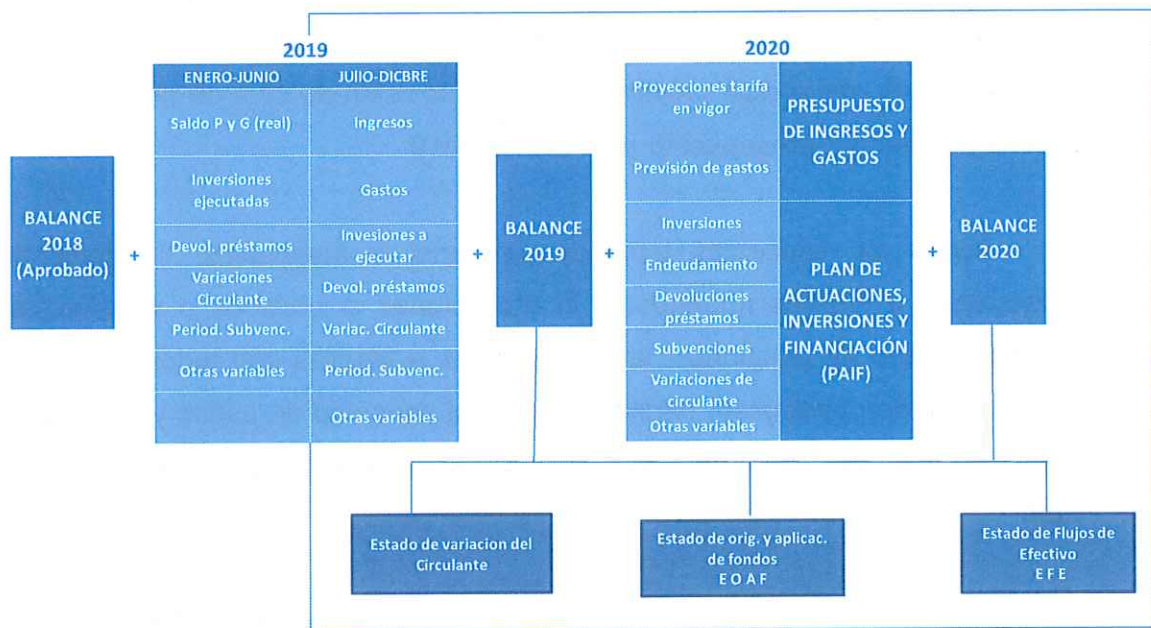 2019
ENERO-JUNIO
JUlIO-DICBRE
Saldo P y G (real)
Ingresos
Inversiones
ejecutadas
Gastos
Devol. préstamos
Invesiones a
ejecutar
Variaciones
Circulante
Devol. préstamos
Period. Subvenc.
Variac. Circulante
Otras variables
Period. Subvenc.
Otras variables
BALANCE
2018
(Aprobado)
+
+
BALANCE
2019
+
2020
Proyecciones tarifa
en vigor
Previsión de gastos
PRESUPUESTO
DE INGRESOS Y
GASTOS
Inversiones
Endeudamiento
Devoluciones
préstamos
Subvenciones
Variaciones de
circulante
Otras variables
PLAN DE
ACTUACIONES,
INVERSIONES Y
FINANCIACIÓN
(PAIF)
+
BALANCE
2020
Estado de variacion del
Circulante
Estado de orig. y aplicac.
de fondos
E O A F
Estado de Flujos de
Efectivo
E F E